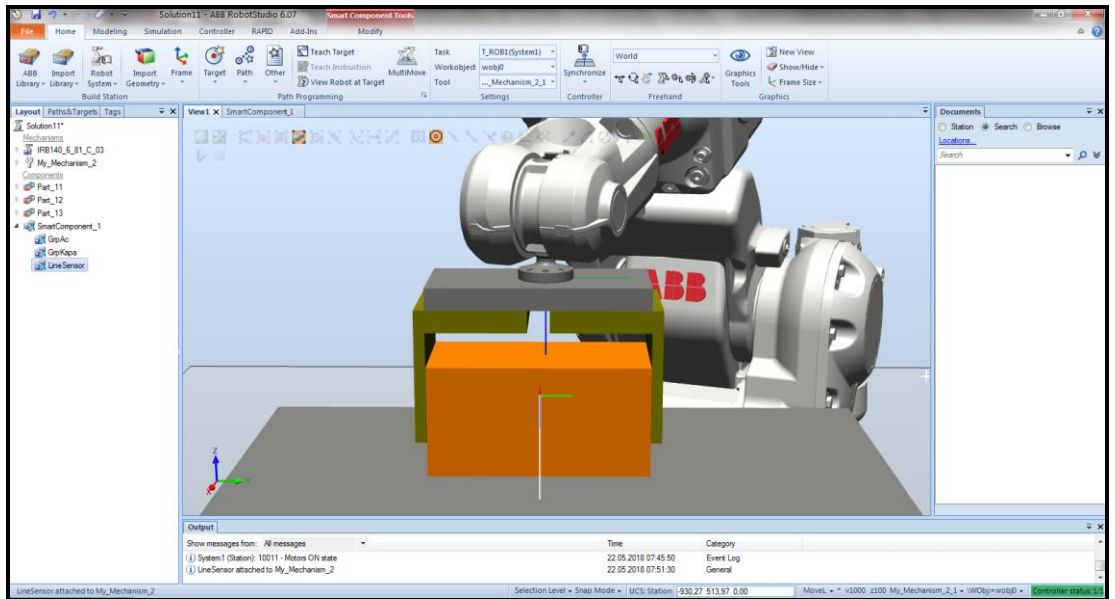 Solution11 - ABB RobotStudio 6.07
Smart Component Tools
File Home Modeling Simulation Controller RAPID Add-Ins Modify
ABB Library
Import Library
Robot System
Import Geometry
Frame
Build Station
Target
Path
Other
Teach Target
Teach Instruction
View Robot at Target
MultiMove
Path Programming
Task T_ROB1(System1)
Workobject wobj0
Tool ..._Mechanism_2_1
Settings
Synchronize
Controller
World
Freehand
Graphics Tools
New View
Show/Hide
Frame Size
Graphics
Layout Paths&Targets Tags
Solution11*
Mechanisms
IRB140_6_81_C_03
My_Mechanism_2
Components
Part_11
Part_12
Part_13
SmartComponent_1
GrpAc
GrpKapa
LineSensor
View1 SmartComponent_1
ABB
Z
Y
X
Documents
Station Search Browse
Locations...
Search
Output
Show messages from: All messages Time Category
System1 (Station): 10011 - Motors ON state 22.05.2018 07:45:50 Event Log
LineSensor attached to My_Mechanism_2 22.05.2018 07:51:30 General
LineSensor attached to My_Mechanism_2 Selection Level Snap Mode UCS: Station -930,27 513,97 0,00 MoveL * v1000 z100 My_Mechanism_2_1 \WObj=wobj0 Controller status: 1/1